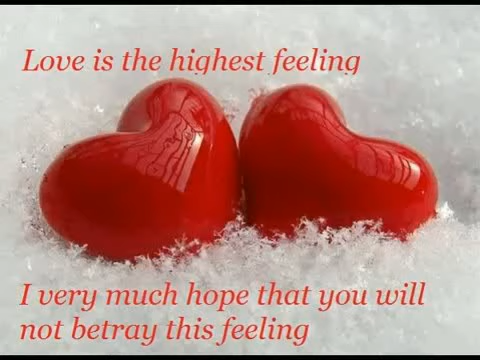 Love is the highest feeling
I very much hope that you will
not betray this feeling